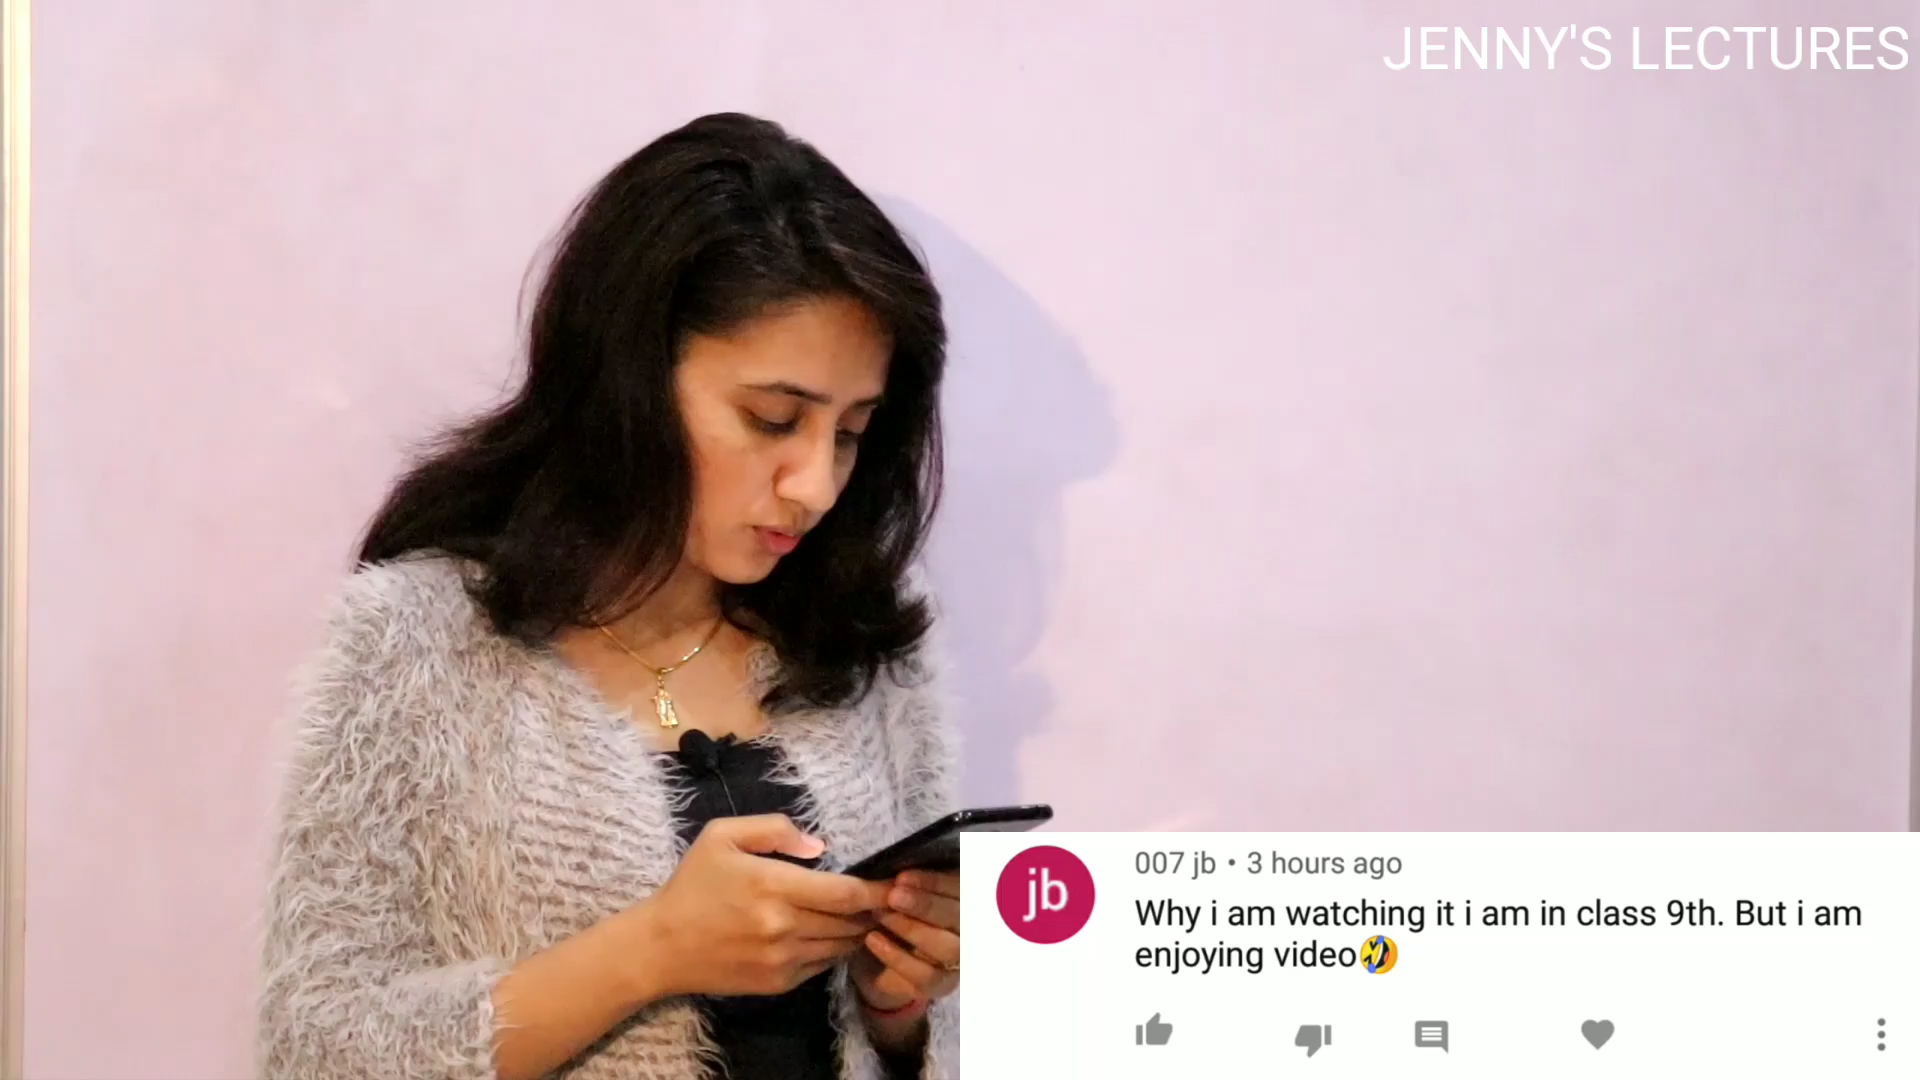 JENNY'S LECTURES
jb
007 jb • 3 hours ago
Why i am watching it i am in class 9th. But i am
enjoying video🤣